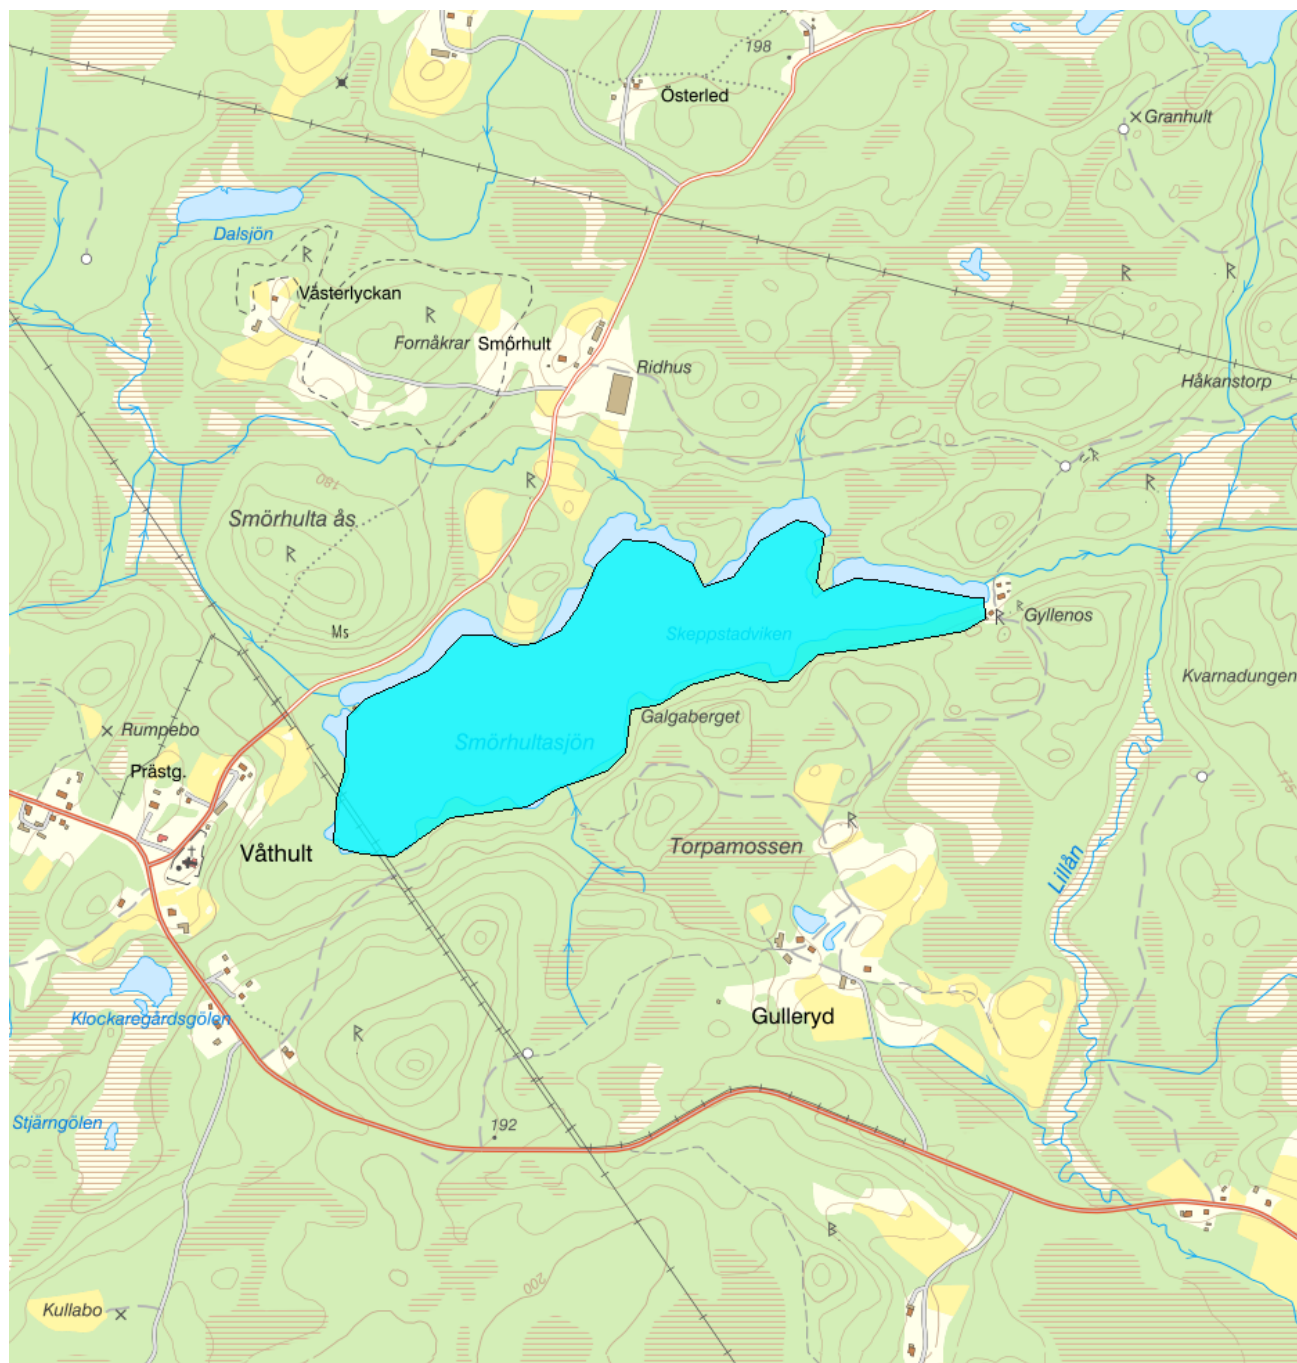 198
Österled
Granhult
Dalsjön
Västerlyckan
Fornåkrar
Smörhult
Ridhus
Håkanstorp
180
Smörhulta ås
Ms
Skeppstadviken
Gyllenos
Kvarnadungen
Galgaberget
Rumpebo
Smörhultasjön
Prästg.
175
Våthult
Torpamossen
Lillån
Klockaregårdsgölen
Gulleryd
Stjärngölen
192
200
Kullabo